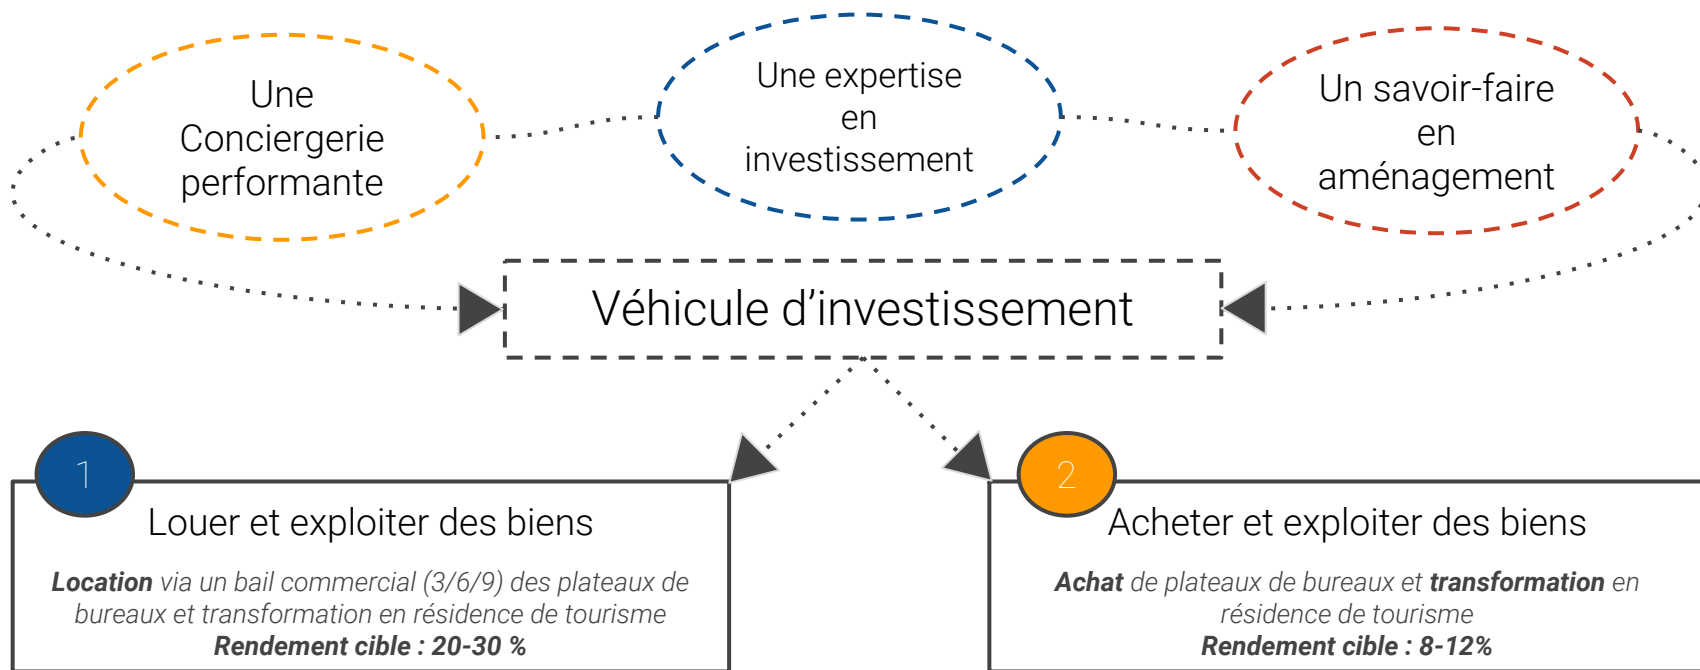 Une
Conciergerie
performante
Une expertise
en
investissement
Un savoir-faire
en
aménagement
Véhicule d’investissement
1
Louer et exploiter des biens
Location via un bail commercial (3/6/9) des plateaux de
bureaux et transformation en résidence de tourisme
Rendement cible : 20-30 %
2
Acheter et exploiter des biens
Achat de plateaux de bureaux et transformation en
résidence de tourisme
Rendement cible : 8-12%